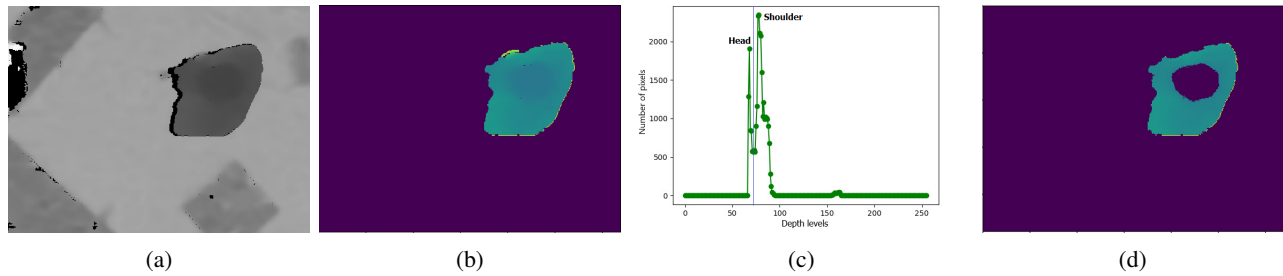 Shoulder
Head
2000
1500
1000
500
0
Number of pixels
0 50 100 150 200 250
Depth levels
(a) (b) (c) (d)